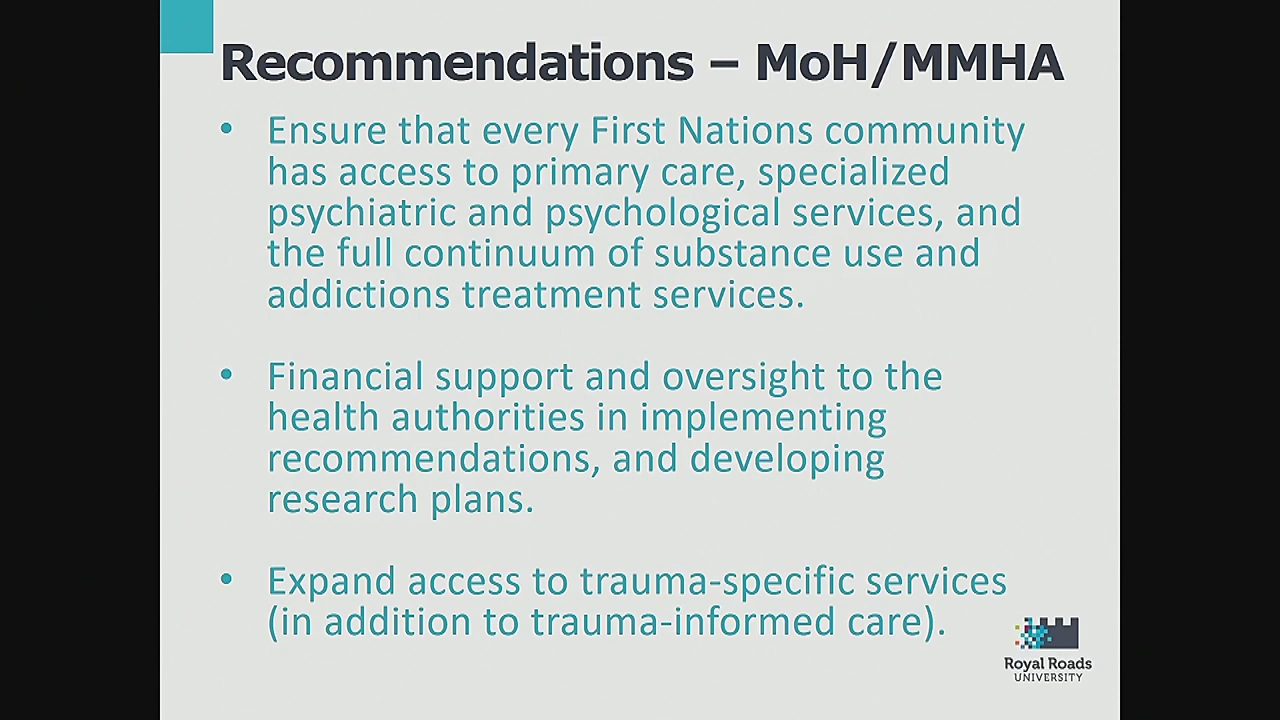 Recommendations – MoH/MMHA
• Ensure that every First Nations community
has access to primary care, specialized
psychiatric and psychological services, and
the full continuum of substance use and
addictions treatment services.
• Financial support and oversight to the
health authorities in implementing
recommendations, and developing
research plans.
• Expand access to trauma-specific services
(in addition to trauma-informed care).
Royal Roads
UNIVERSITY